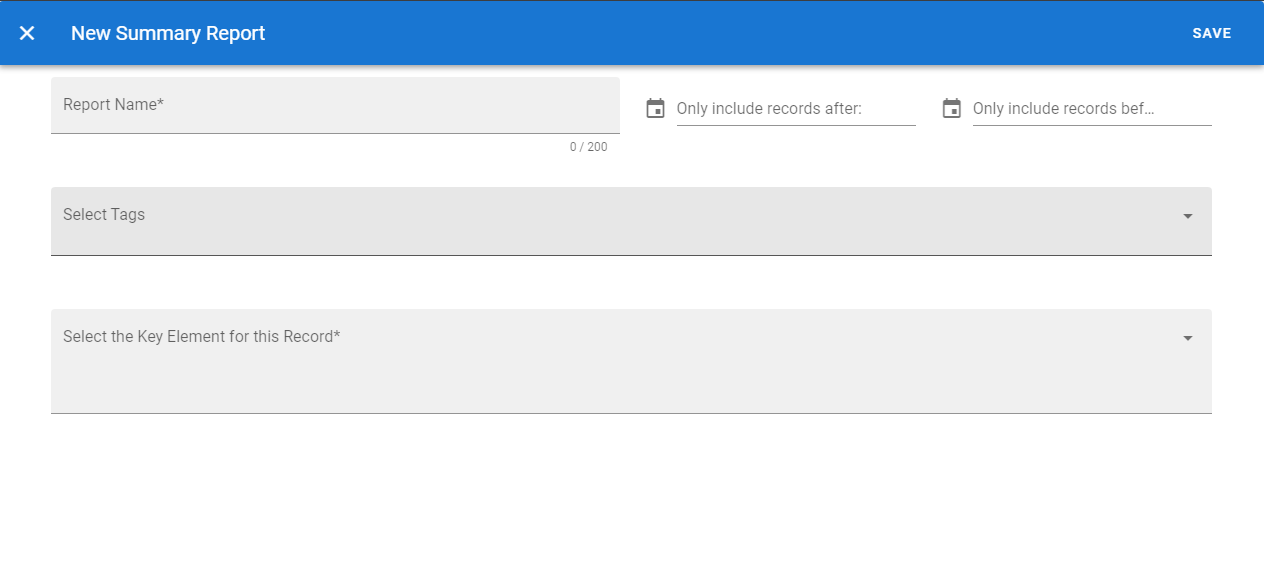 New Summary Report
SAVE
Report Name*
Only include records after:
Only include records bef...
0 / 200
Select Tags
Select the Key Element for this Record*